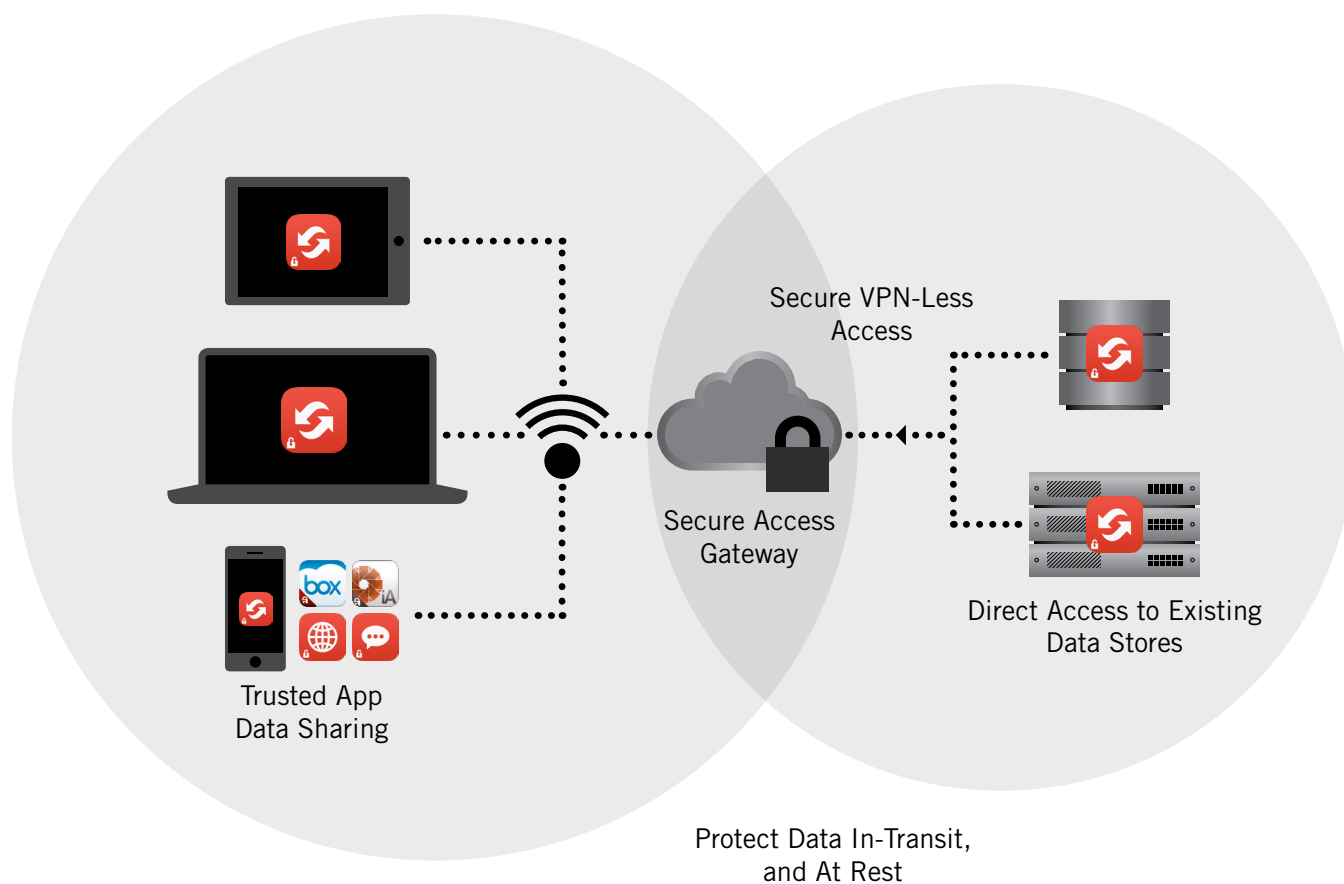 Secure VPN-Less
Access
box
iA
Secure Access
Gateway
Direct Access to Existing
Data Stores
Trusted App
Data Sharing
Protect Data In-Transit,
and At Rest